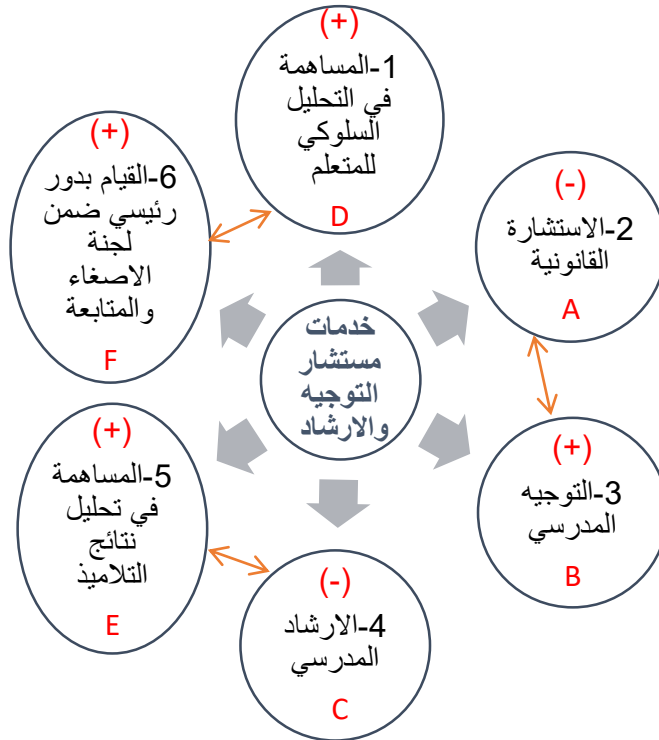 (+)
1-المساهمة
في التحليل
السلوكي
للمتعلم
D
(-)
2-الاستشارة
القانونية
A
(+)
3-التوجيه
المدرسي
B
(-)
4-الارشاد
المدرسي
C
(+)
5-المساهمة
في تحليل
نتائج
التلاميذ
E
(+)
6-القيام بدور
رئيسي ضمن
لجنة
الاصغاء
والمتابعة
F
خدمات
مستشار
التوجيه
والارشاد